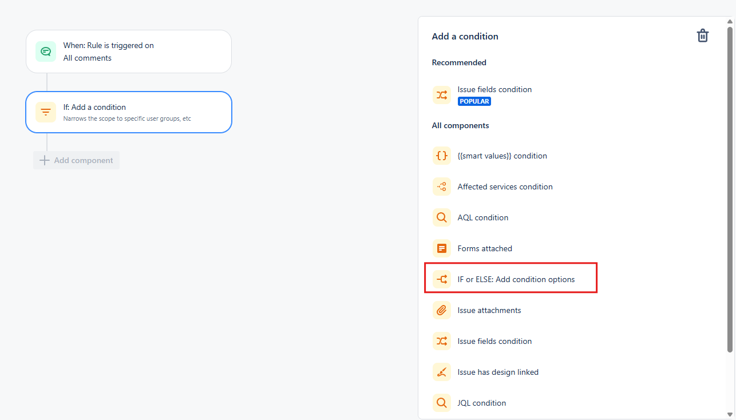 When: Rule is triggered on
All comments
If: Add a condition
Narrows the scope to specific user groups, etc
Add component
Add a condition
Recommended
Issue fields condition
POPULAR
All components
{{smart values}} condition
Affected services condition
AQL condition
Forms attached
IF or ELSE: Add condition options
Issue attachments
Issue fields condition
Issue has design linked
JQL condition